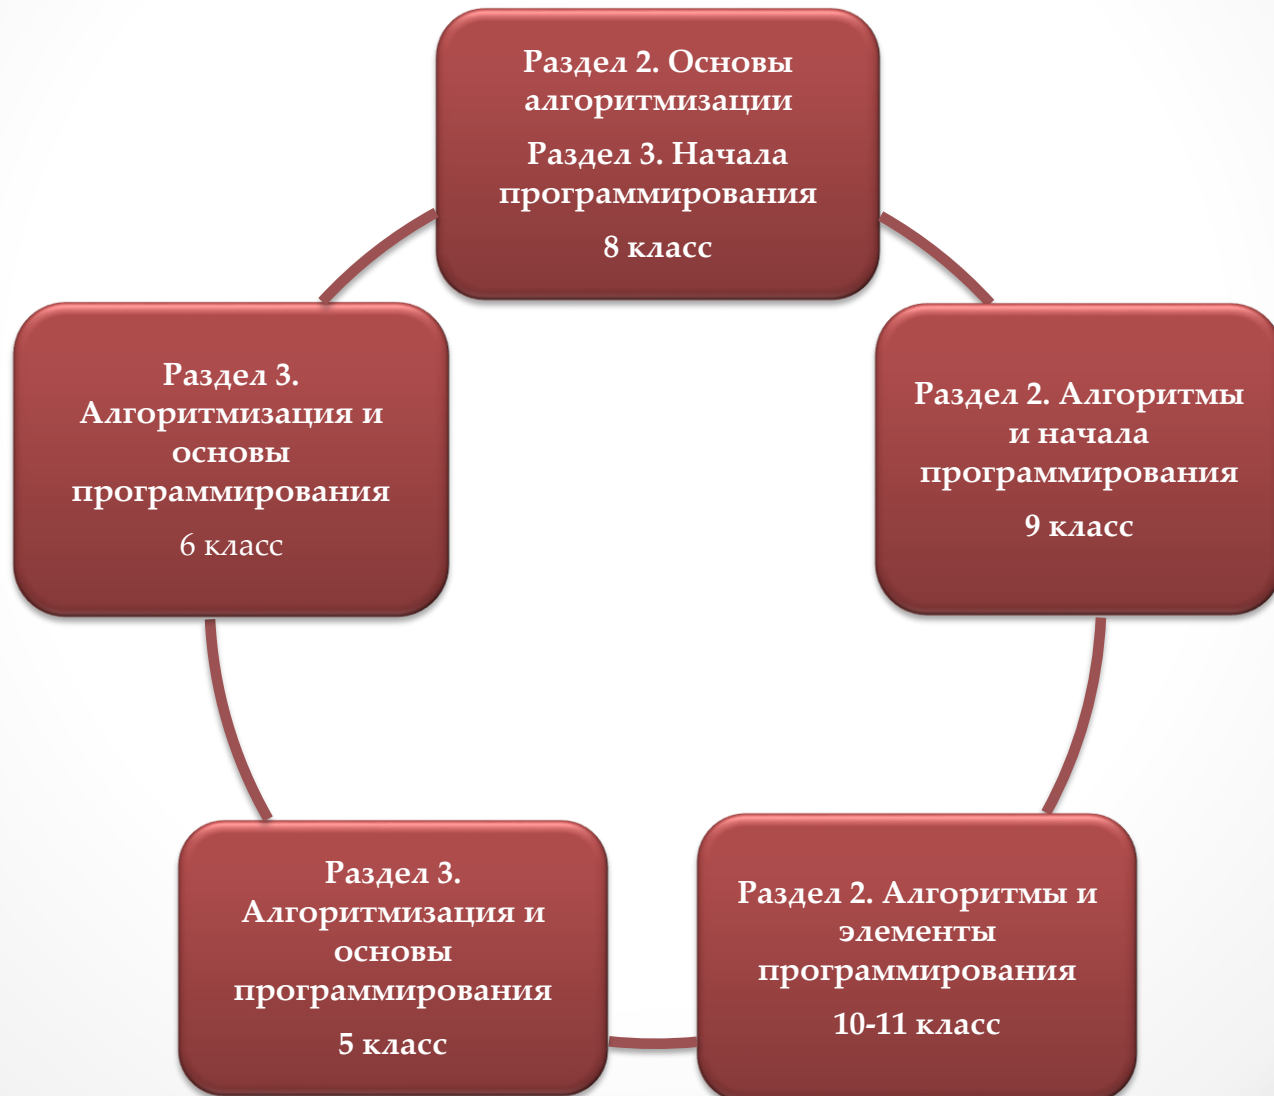 Раздел 2. Основы
алгоритмизации
Раздел 3. Начала
программирования
8 класс
Раздел 3.
Алгоритмизация и
основы
программирования
6 класс
Раздел 2. Алгоритмы
и начала
программирования
9 класс
Раздел 3.
Алгоритмизация и
основы
программирования
5 класс
Раздел 2. Алгоритмы и
элементы
программирования
10-11 класс